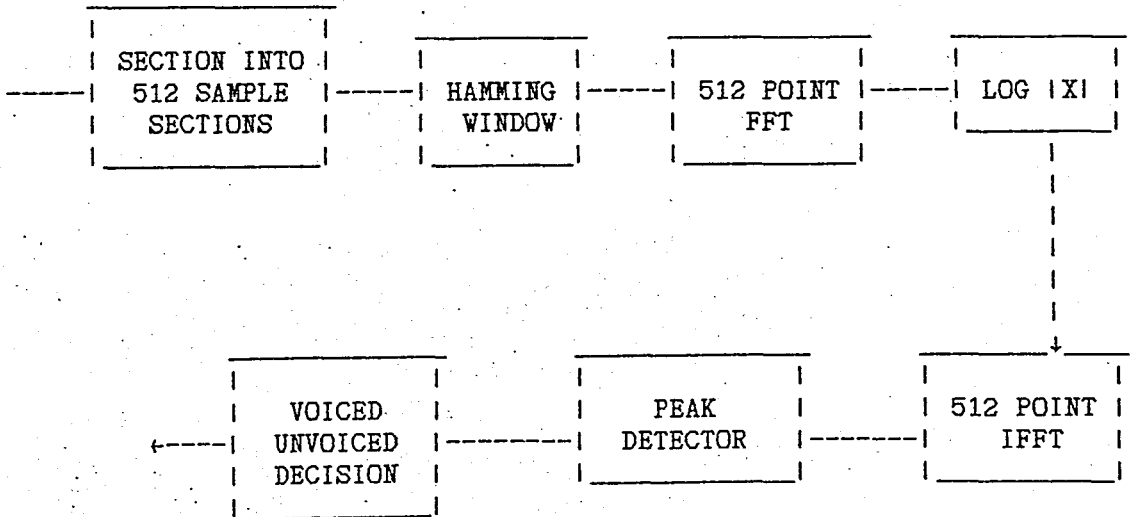 SECTION INTO
512 SAMPLE
SECTIONS
HAMMING
WINDOW
512 POINT
FFT
LOG |X|
512 POINT
IFFT
PEAK
DETECTOR
VOICED
UNVOICED
DECISION